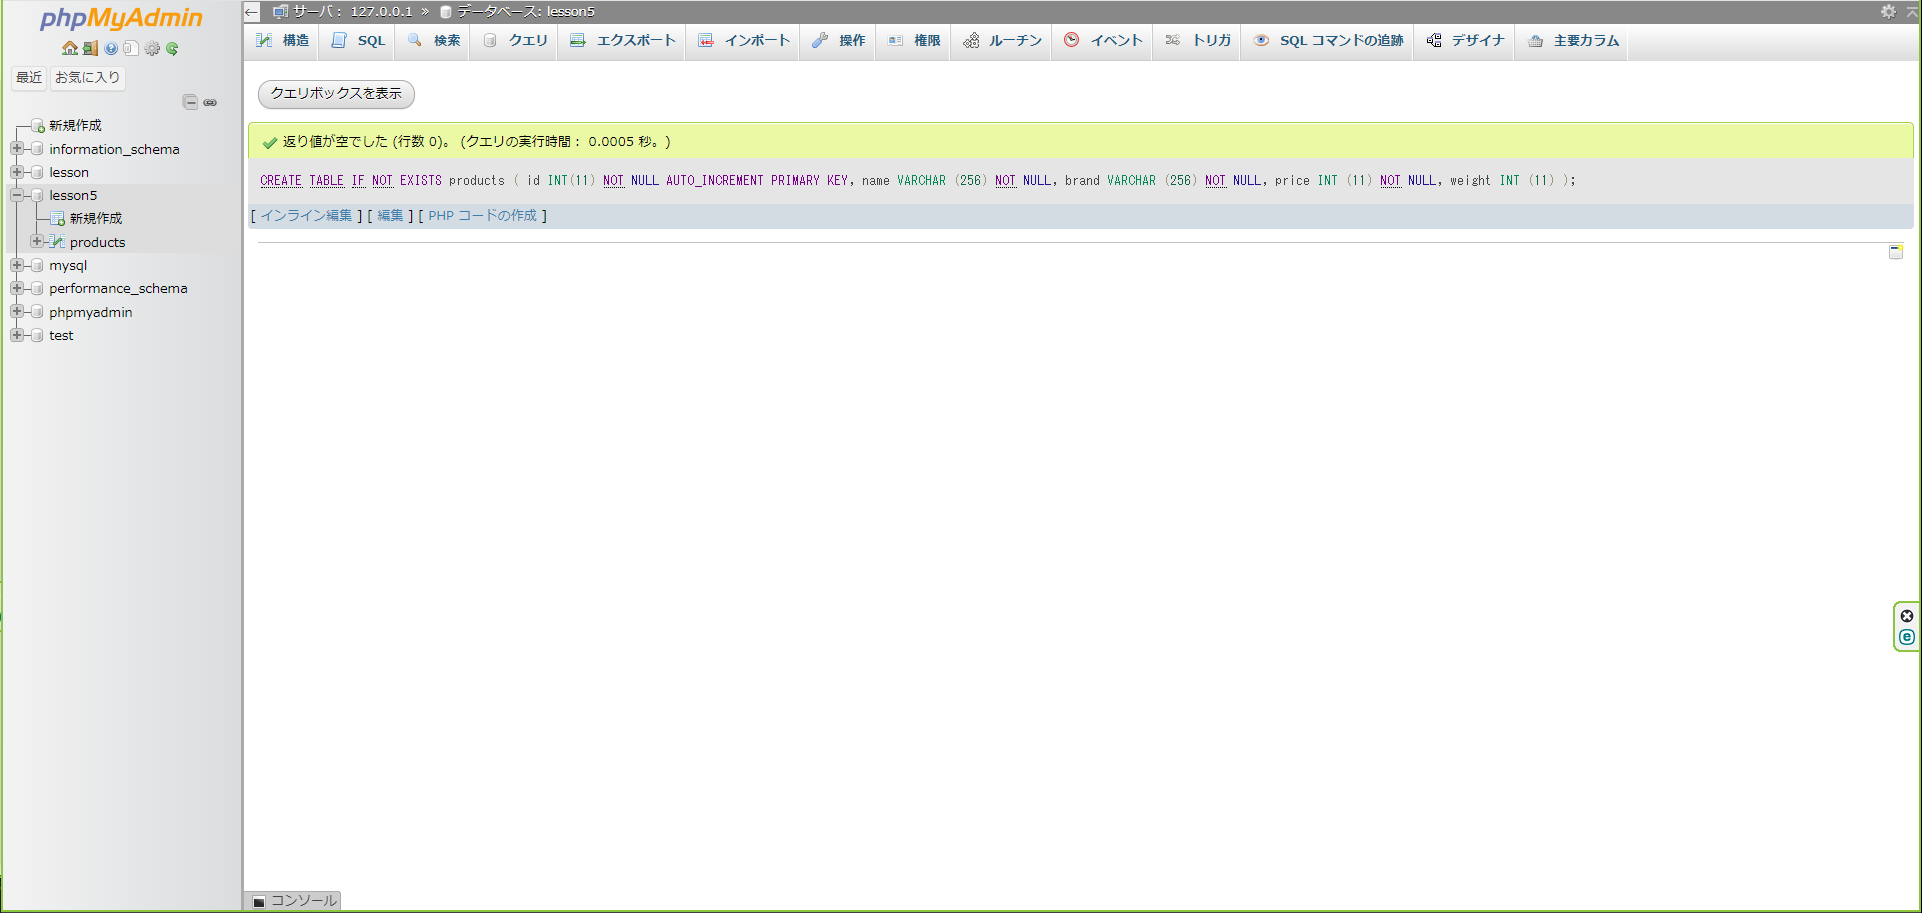 phpMyAdmin
最近 お気に入り
新規作成
information_schema
lesson
lesson5
新規作成
products
mysql
performance_schema
phpmyadmin
test
サーバ: 127.0.0.1 » データベース: lesson5
構造 SQL 検索 クエリ エクスポート インポート 操作 権限 ルーチン イベント トリガ SQL コマンドの追跡 デザイナ 主要カラム
クエリボックスを表示
返り値が空でした (行数 0)。 (クエリの実行時間: 0.0005 秒。)
CREATE TABLE IF NOT EXISTS products ( id INT(11) NOT NULL AUTO_INCREMENT PRIMARY KEY, name VARCHAR (256) NOT NULL, brand VARCHAR (256) NOT NULL, price INT (11) NOT NULL, weight INT (11) );
[ インライン編集 ] [ 編集 ] [ PHP コードの作成 ]
コンソール